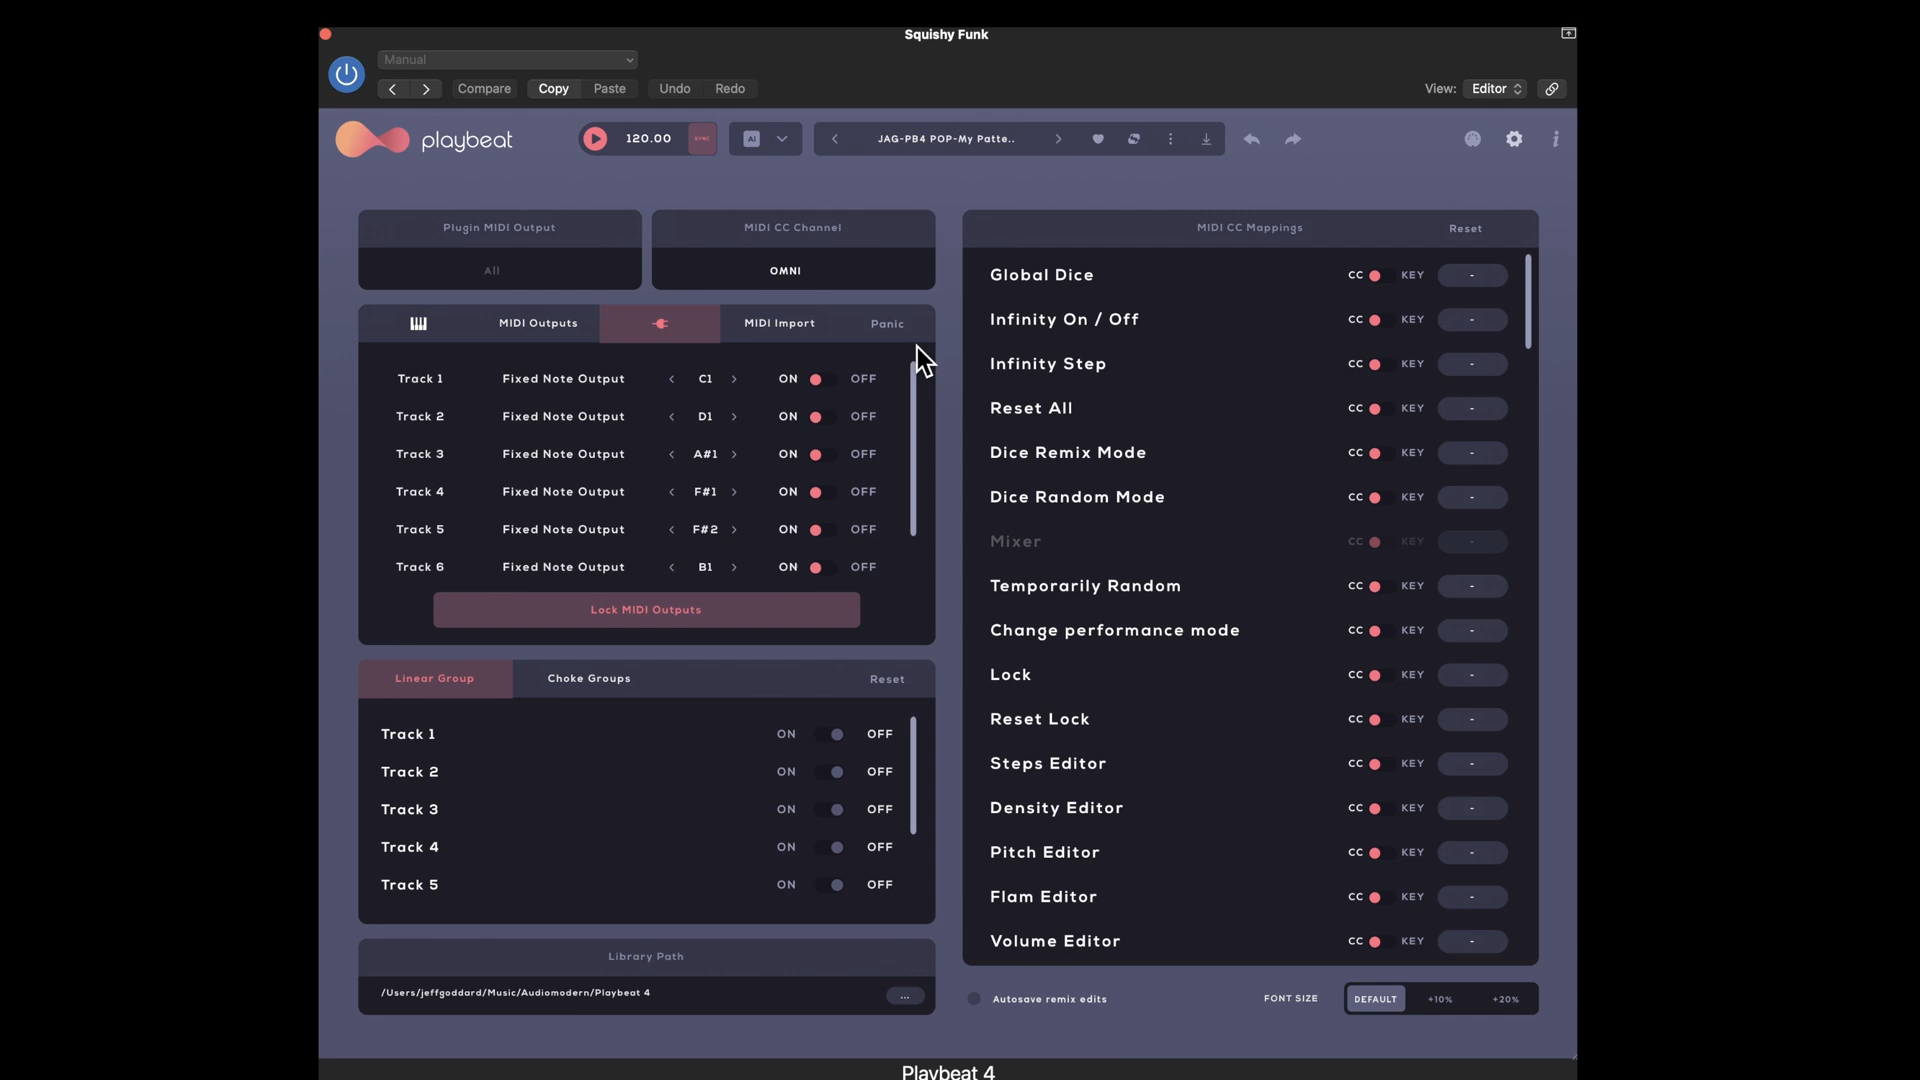 Squishy Funk
Manual
Compare Copy Paste Undo Redo
View: Editor
playbeat 120.00 SYNC AI JAG-PB4 POP-My Patte.. i
Plugin MIDI Output
All
MIDI CC Channel
OMNI
MIDI Outputs MIDI Import Panic
Track 1 Fixed Note Output < C1 > ON OFF
Track 2 Fixed Note Output < D1 > ON OFF
Track 3 Fixed Note Output < A#1 > ON OFF
Track 4 Fixed Note Output < F#1 > ON OFF
Track 5 Fixed Note Output < F#2 > ON OFF
Track 6 Fixed Note Output < B1 > ON OFF
Lock MIDI Outputs
Linear Group Choke Groups Reset
Track 1 ON OFF
Track 2 ON OFF
Track 3 ON OFF
Track 4 ON OFF
Track 5 ON OFF
Library Path
/Users/jeffgoddard/Music/Audiomodern/Playbeat 4 ...
MIDI CC Mappings Reset
Global Dice CC KEY -
Infinity On / Off CC KEY -
Infinity Step CC KEY -
Reset All CC KEY -
Dice Remix Mode CC KEY -
Dice Random Mode CC KEY -
Mixer CC KEY -
Temporarily Random CC KEY -
Change performance mode CC KEY -
Lock CC KEY -
Reset Lock CC KEY -
Steps Editor CC KEY -
Density Editor CC KEY -
Pitch Editor CC KEY -
Flam Editor CC KEY -
Volume Editor CC KEY -
Autosave remix edits FONT SIZE DEFAULT +10% +20%
Playbeat 4